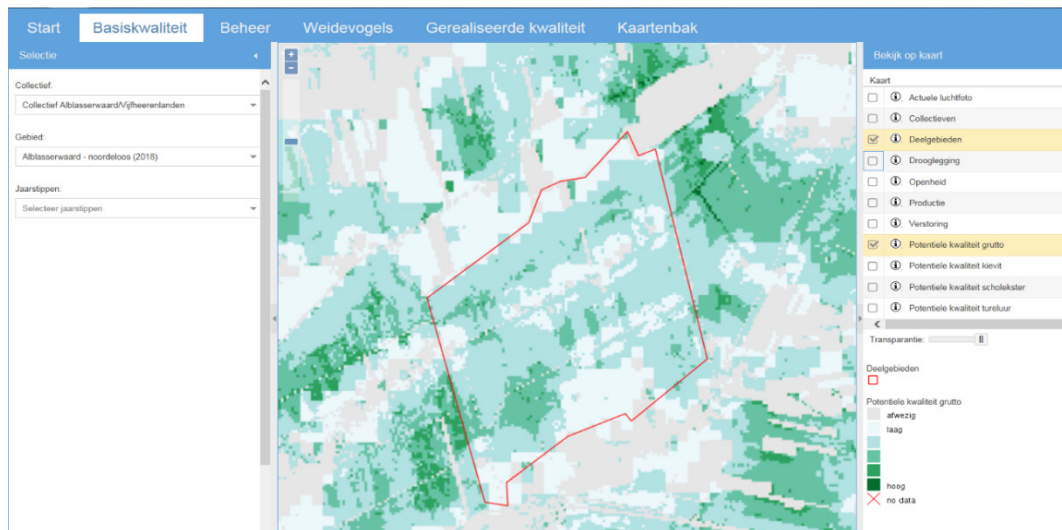 Start Basiskwaliteit Beheer Weidevogels Gerealiseerde kwaliteit Kaartenbak
Selectie
Collectief:
Collectief Alblasserwaard/Vijfheerenlanden
Gebied:
Alblasserwaard - noordeloos (2018)
Jaarstippen:
Selecteer jaarstippen
+
−
Bekijk op kaart
Kaart
Actuele luchtfoto
Collectieven
Deelgebieden
Drooglegging
Openheid
Productie
Verstoring
Potentiele kwaliteit grutto
Potentiele kwaliteit kievit
Potentiele kwaliteit scholekster
Potentiele kwaliteit tureluur
Transparantie:
Deelgebieden
Potentiele kwaliteit grutto
afwezig
laag
hoog
no data